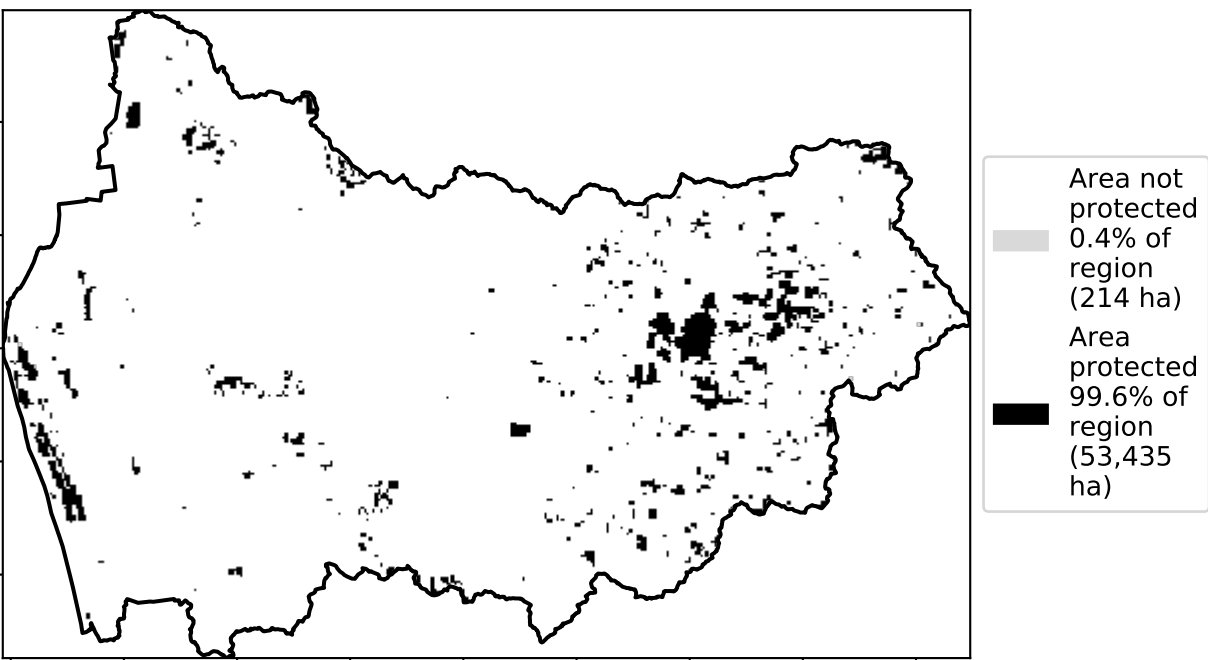 Area not
protected
0.4% of
region
(214 ha)
Area
protected
99.6% of
region
(53,435
ha)